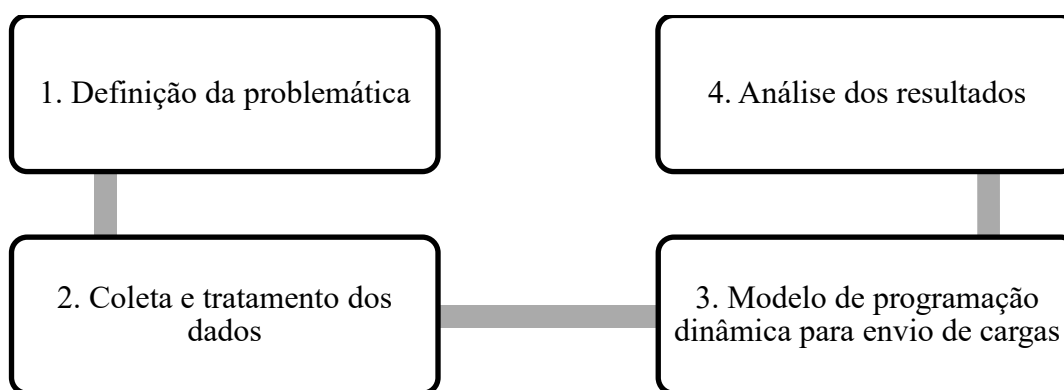 1. Definição da problemática
2. Coleta e tratamento dos
dados
3. Modelo de programação
dinâmica para envio de cargas
4. Análise dos resultados